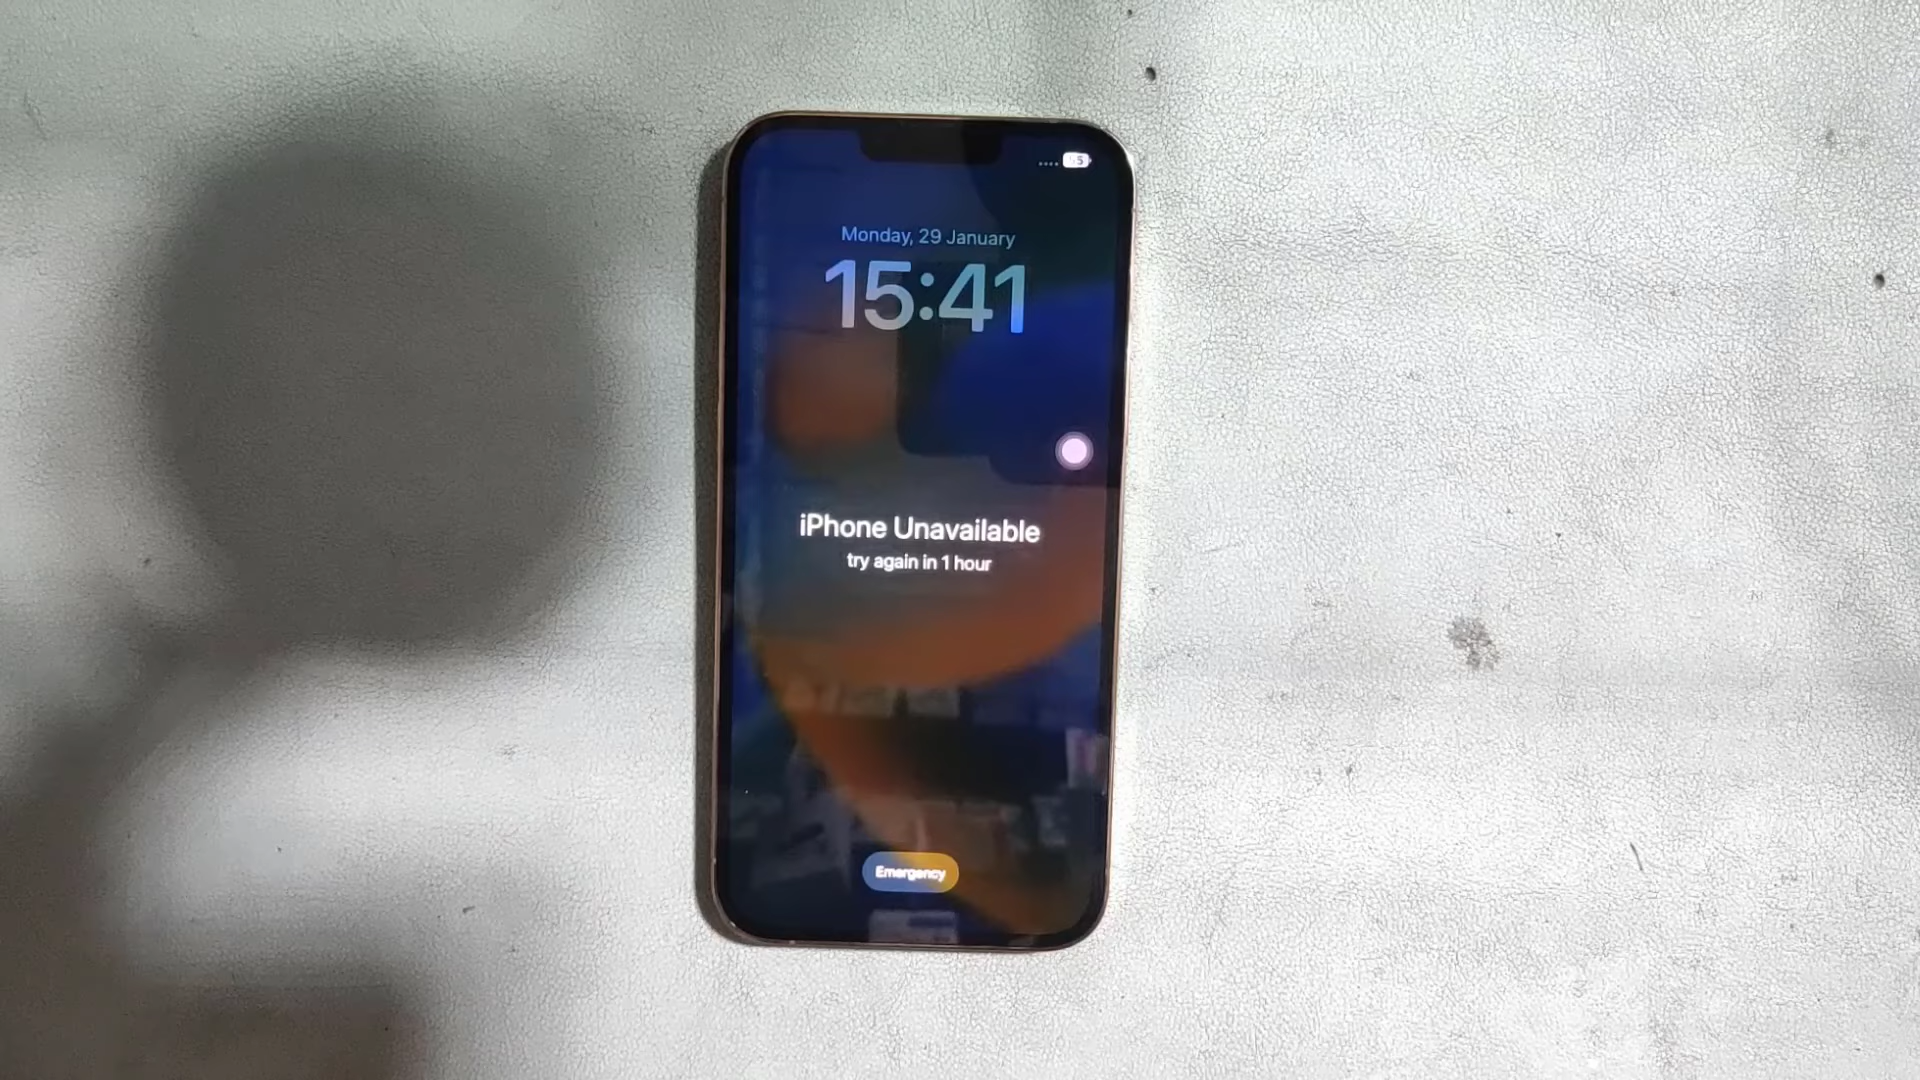 Monday, 29 January
15:41
iPhone Unavailable
try again in 1 hour
Emergency